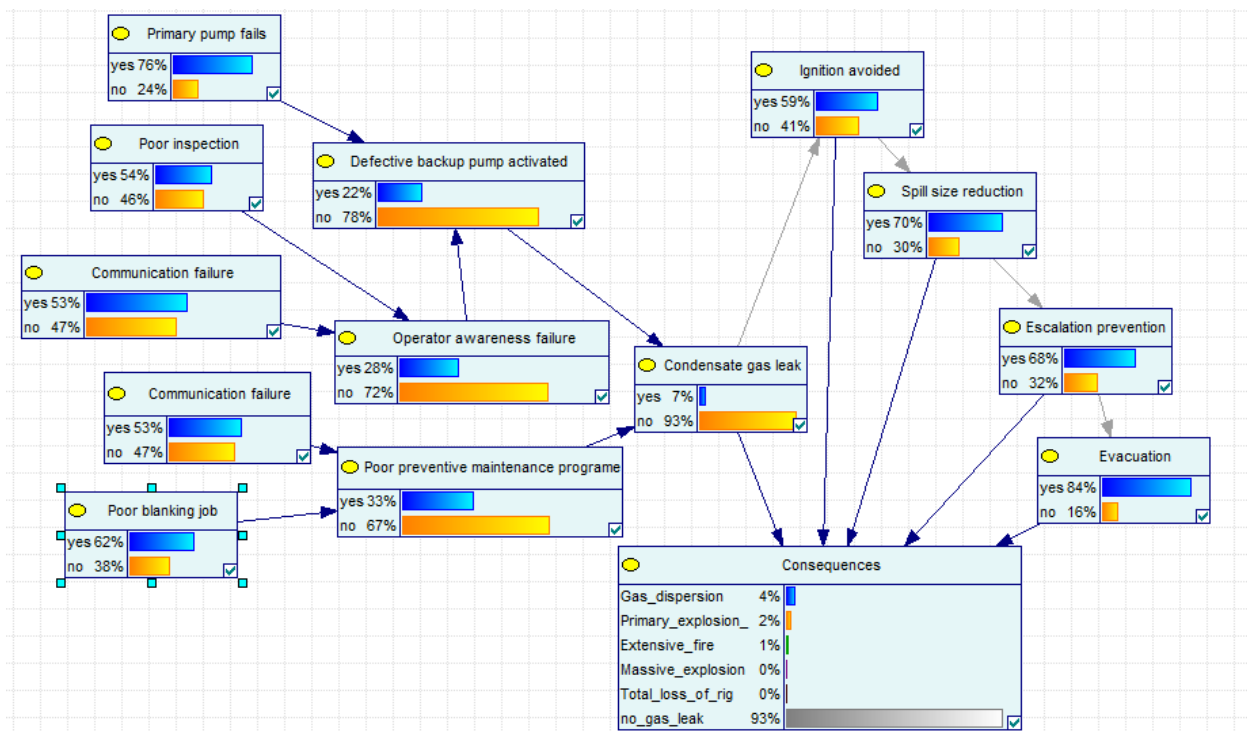 Primary pump fails
yes 76%
no 24%
Poor inspection
yes 54%
no 46%
Defective backup pump activated
yes 22%
no 78%
Communication failure
yes 53%
no 47%
Operator awareness failure
yes 28%
no 72%
Communication failure
yes 53%
no 47%
Poor preventive maintenance programe
yes 33%
no 67%
Poor blanking job
yes 62%
no 38%
Condensate gas leak
yes 7%
no 93%
Ignition avoided
yes 59%
no 41%
Spill size reduction
yes 70%
no 30%
Escalation prevention
yes 68%
no 32%
Evacuation
yes 84%
no 16%
Consequences
Gas_dispersion 4%
Primary_explosion_ 2%
Extensive_fire 1%
Massive_explosion 0%
Total_loss_of_rig 0%
no_gas_leak 93%